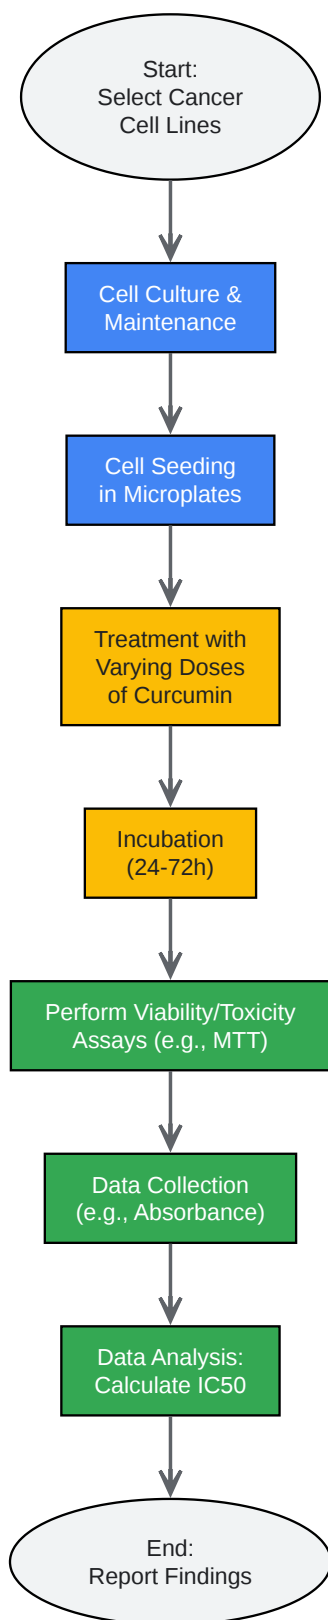 Start:
Select Cancer
Cell Lines
Cell Culture &
Maintenance
Cell Seeding
in Microplates
Treatment with
Varying Doses
of Curcumin
Incubation
(24-72h)
Perform Viability/Toxicity
Assays (e.g., MTT)
Data Collection
(e.g., Absorbance)
Data Analysis:
Calculate IC50
End:
Report Findings